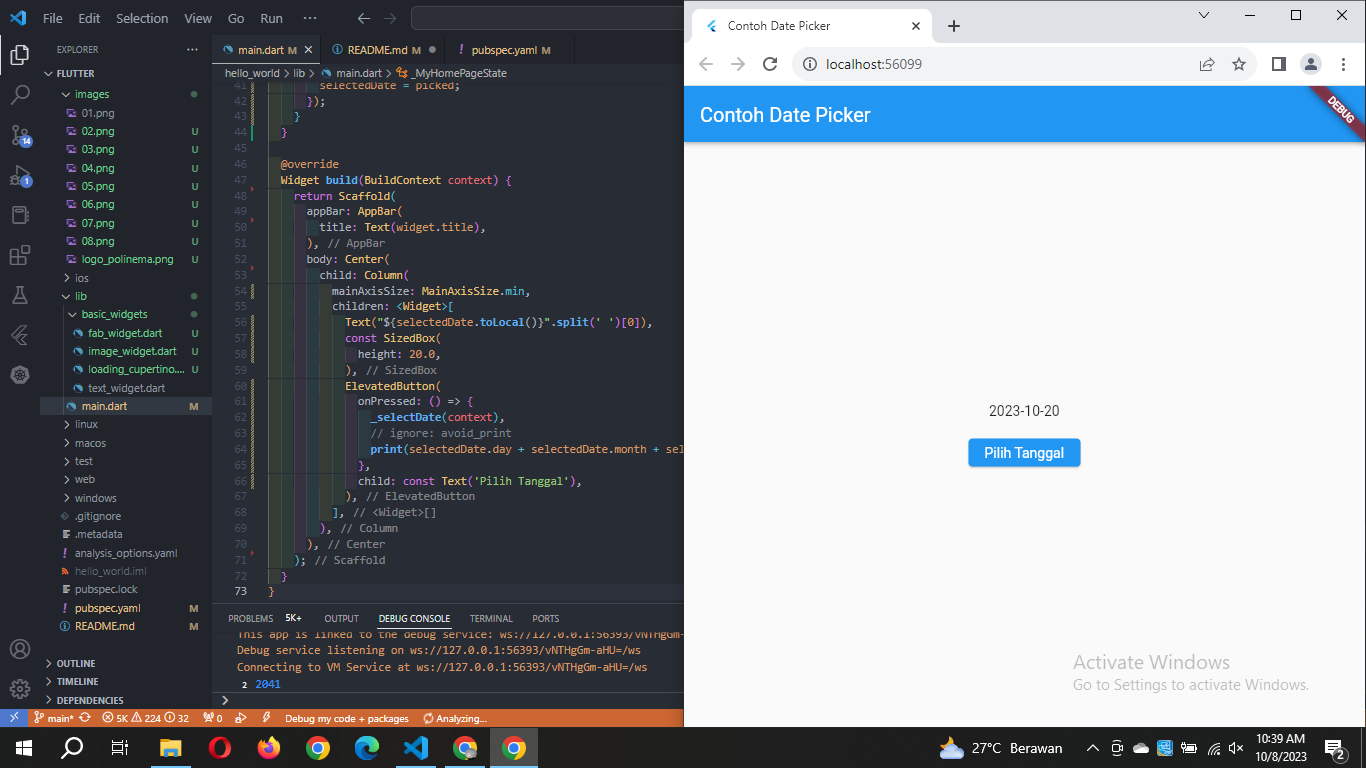 File Edit Selection View Go Run ···
EXPLORER ···
FLUTTER
images
01.png
02.png U
03.png U
04.png U
05.png U
06.png U
07.png U
08.png U
logo_polinema.png U
ios
lib
basic_widgets
fab_widget.dart U
image_widget.dart U
loading_cupertino.... U
text_widget.dart
main.dart M
linux
macos
test
web
windows
.gitignore
.metadata
analysis_options.yaml
hello_world.iml
pubspec.lock
pubspec.yaml M
README.md M
OUTLINE
TIMELINE
DEPENDENCIES
14
1
main.dart M
README.md M
pubspec.yaml M
hello_world > lib > main.dart > _MyHomePageState
41 selectedDate = picked;
42 });
43 }
44 }
45
46 @override
47 Widget build(BuildContext context) {
48 return Scaffold(
49 appBar: AppBar(
50 title: Text(widget.title),
51 ), // AppBar
52 body: Center(
53 child: Column(
54 mainAxisSize: MainAxisSize.min,
55 children: <Widget>[
56 Text("${selectedDate.toLocal()}".split(' ')[0]),
57 const SizedBox(
58 height: 20.0,
59 ), // SizedBox
60 ElevatedButton(
61 onPressed: () => {
62 _selectDate(context),
63 // ignore: avoid_print
64 print(selectedDate.day + selectedDate.month + sel
65 },
66 child: const Text('Pilih Tanggal'),
67 ), // ElevatedButton
68 ], // <Widget>[]
69 ), // Column
70 ), // Center
71 ); // Scaffold
72 }
73 }
PROBLEMS 5K+ OUTPUT DEBUG CONSOLE TERMINAL PORTS
This app is linked to the debug service: ws://127.0.0.1:56393/vNTHgGm-
Debug service listening on ws://127.0.0.1:56393/vNTHgGm-aHU=/ws
Connecting to VM Service at ws://127.0.0.1:56393/vNTHgGm-aHU=/ws
2 2041
main* 5K 224 32 0 Debug my code + packages Analyzing...
Contoh Date Picker
localhost:56099
Contoh Date Picker
DEBUG
2023-10-20
Pilih Tanggal
Activate Windows
Go to Settings to activate Windows.
27°C Berawan
10:39 AM
10/8/2023
2